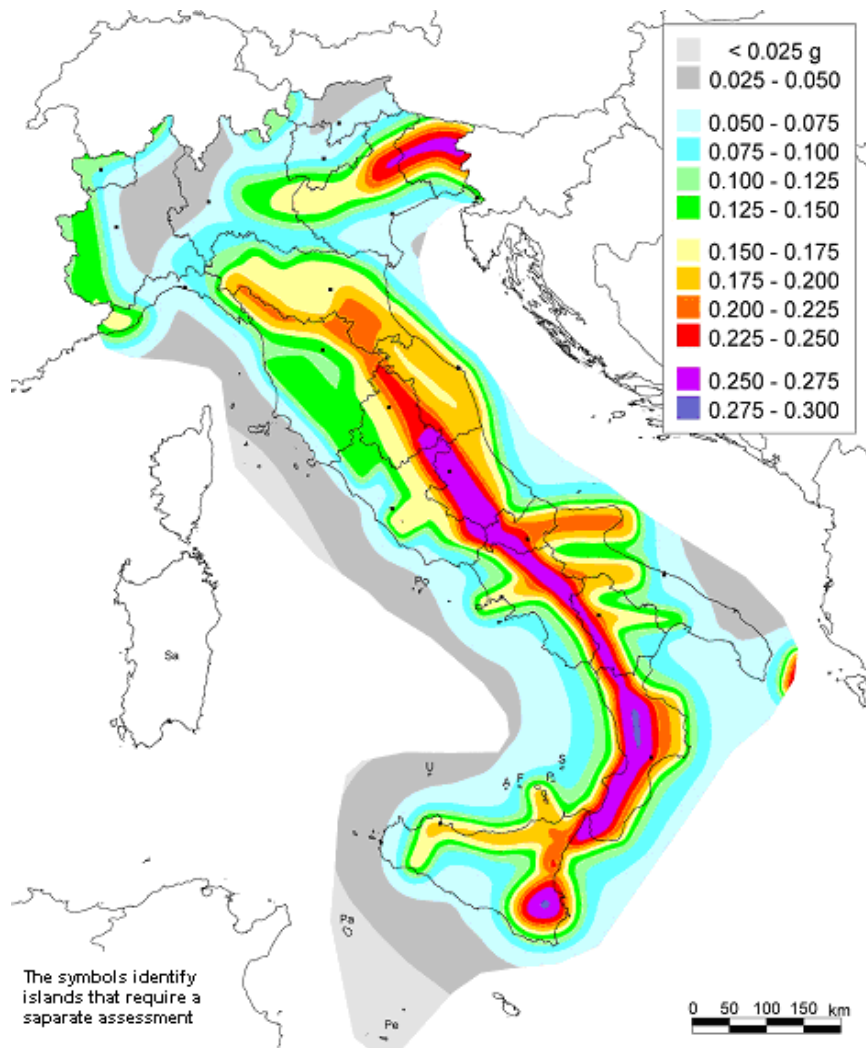 < 0.025 g
0.025 - 0.050
0.050 - 0.075
0.075 - 0.100
0.100 - 0.125
0.125 - 0.150
0.150 - 0.175
0.175 - 0.200
0.200 - 0.225
0.225 - 0.250
0.250 - 0.275
0.275 - 0.300
Po
Sa
S
U
A
F
Pa
Pe
The symbols identify
islands that require a
saparate assessment
0 50 100 150 km